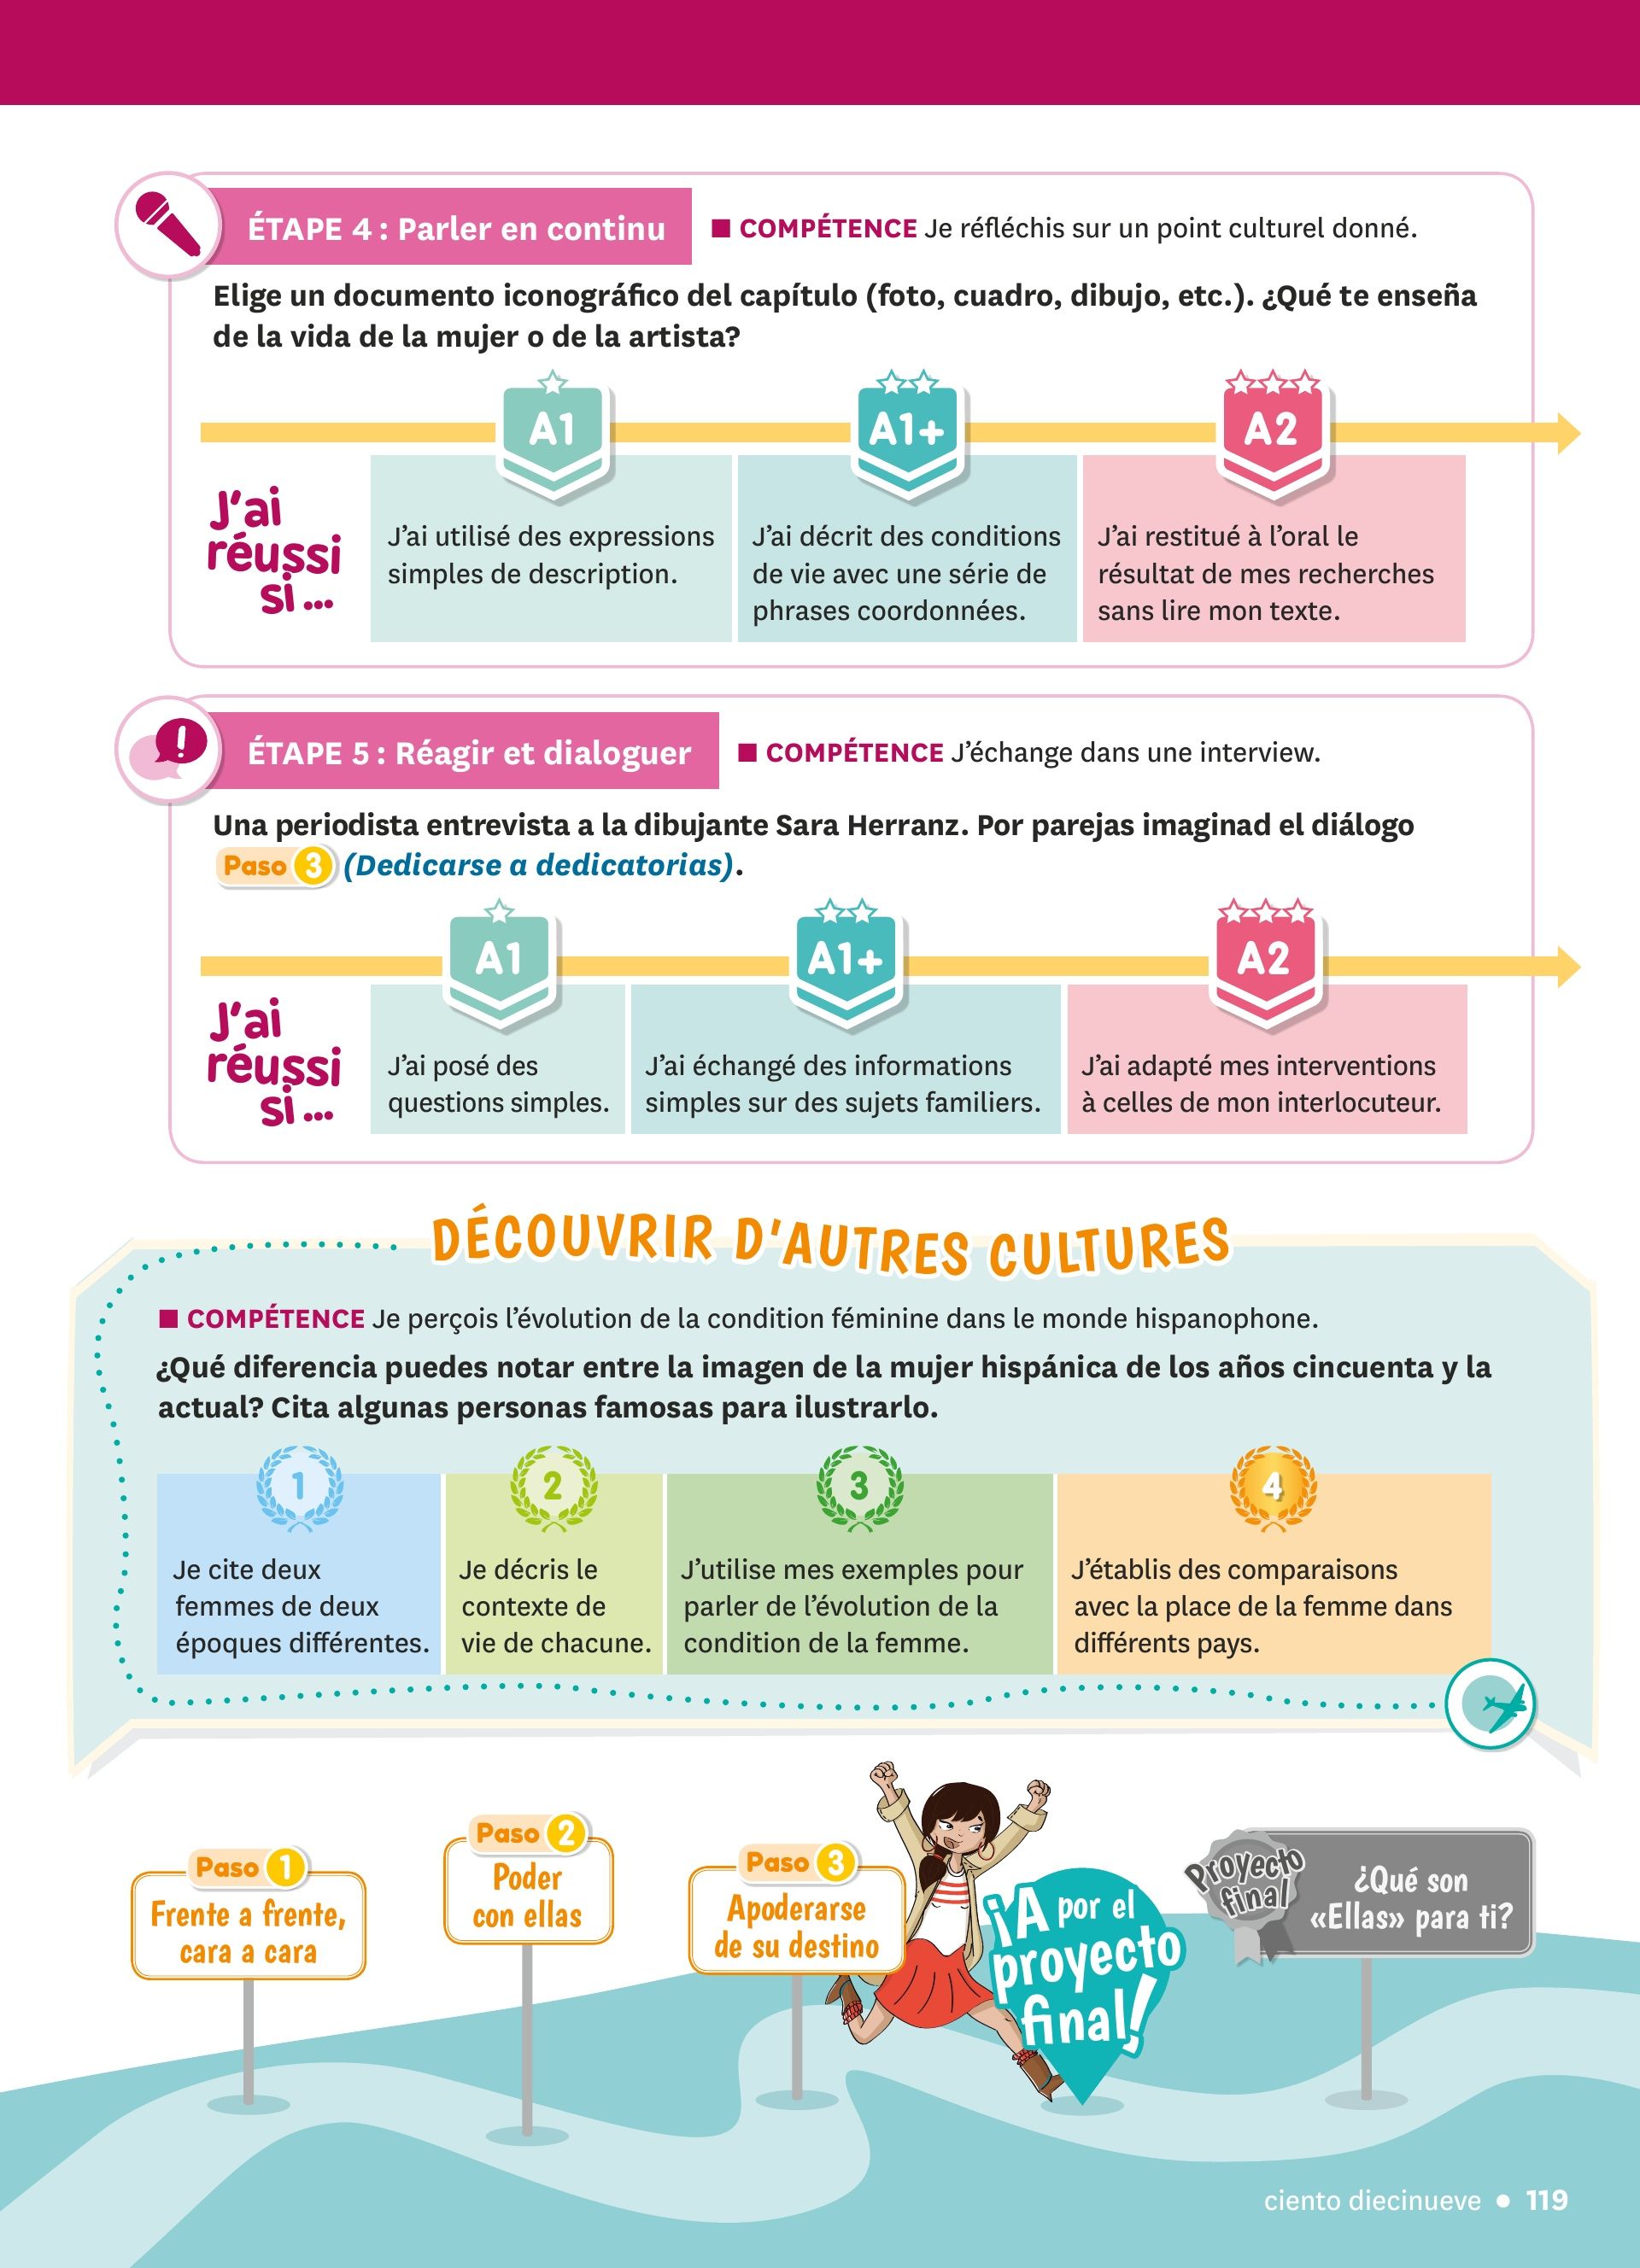 ÉTAPE 4 : Parler en continu
■ COMPÉTENCE Je réfléchis sur un point culturel donné.
Elige un documento iconográfico del capítulo (foto, cuadro, dibujo, etc.). ¿Qué te enseña
de la vida de la mujer o de la artista?
A1
A1+
A2
J'ai
réussi
si ...
J'ai utilisé des expressions
simples de description.
J'ai décrit des conditions
de vie avec une série de
phrases coordonnées.
J'ai restitué à l'oral le
résultat de mes recherches
sans lire mon texte.
ÉTAPE 5 : Réagir et dialoguer
■ COMPÉTENCE J'échange dans une interview.
Una periodista entrevista a la dibujante Sara Herranz. Por parejas imaginad el diálogo
Paso 3 (Dedicarse a dedicatorias).
A1
A1+
A2
J'ai
réussi
si ...
J'ai posé des
questions simples.
J'ai échangé des informations
simples sur des sujets familiers.
J'ai adapté mes interventions
à celles de mon interlocuteur.
DÉCOUVRIR D'AUTRES CULTURES
■ COMPÉTENCE Je perçois l'évolution de la condition féminine dans le monde hispanophone.
¿Qué diferencia puedes notar entre la imagen de la mujer hispánica de los años cincuenta y la
actual? Cita algunas personas famosas para ilustrarlo.
1
2
3
4
Je cite deux
femmes de deux
époques différentes.
Je décris le
contexte de
vie de chacune.
J'utilise mes exemples pour
parler de l'évolution de la
condition de la femme.
J'établis des comparaisons
avec la place de la femme dans
différents pays.
Paso 1
Frente a frente,
cara a cara
Paso 2
Poder
con ellas
Paso 3
Apoderarse
de su destino
¡A por el
proyecto
final!
Proyecto
final
¿Qué son
«Ellas» para ti?
ciento diecinueve • 119